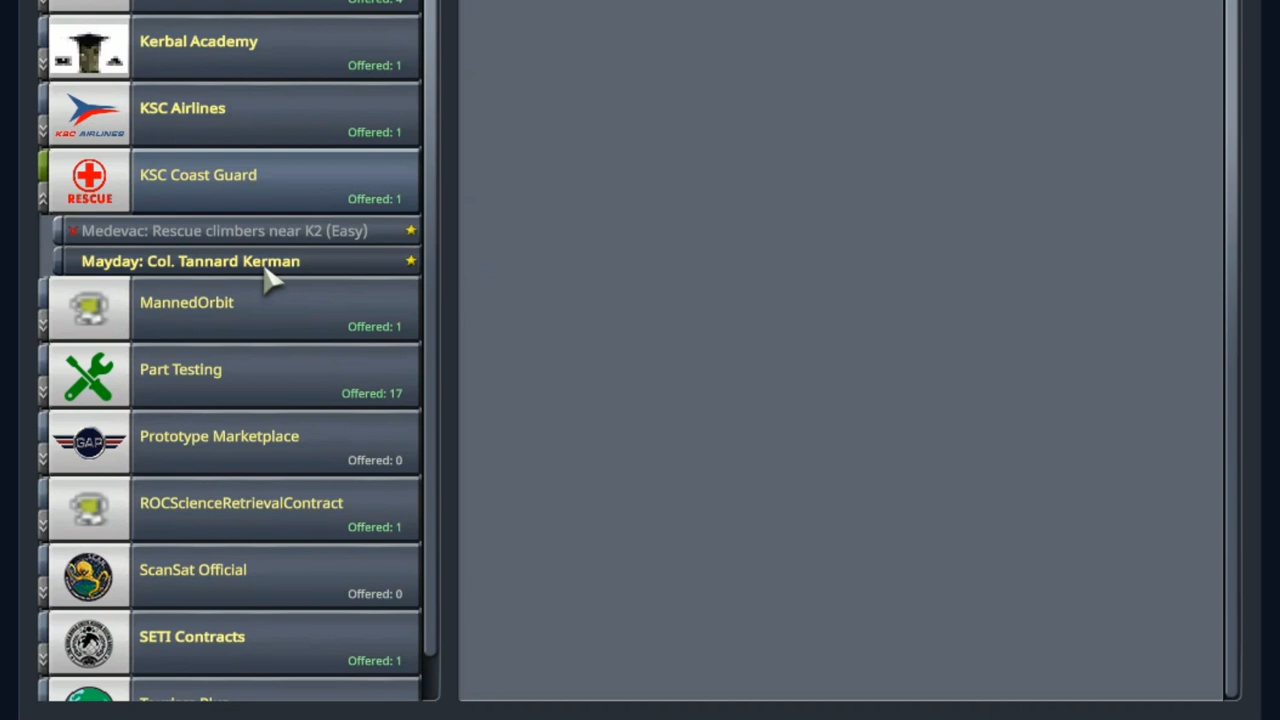 Offered: 4
Kerbal Academy
Offered: 1
KSC Airlines
KSC AIRLINES
Offered: 1
KSC Coast Guard
RESCUE
Offered: 1
Medevac: Rescue climbers near K2 (Easy)
Mayday: Col. Tannard Kerman
MannedOrbit
Offered: 1
Part Testing
Offered: 17
Prototype Marketplace
GAP
Offered: 0
ROCScienceRetrievalContract
Offered: 1
ScanSat Official
Offered: 0
SETI Contracts
Offered: 1